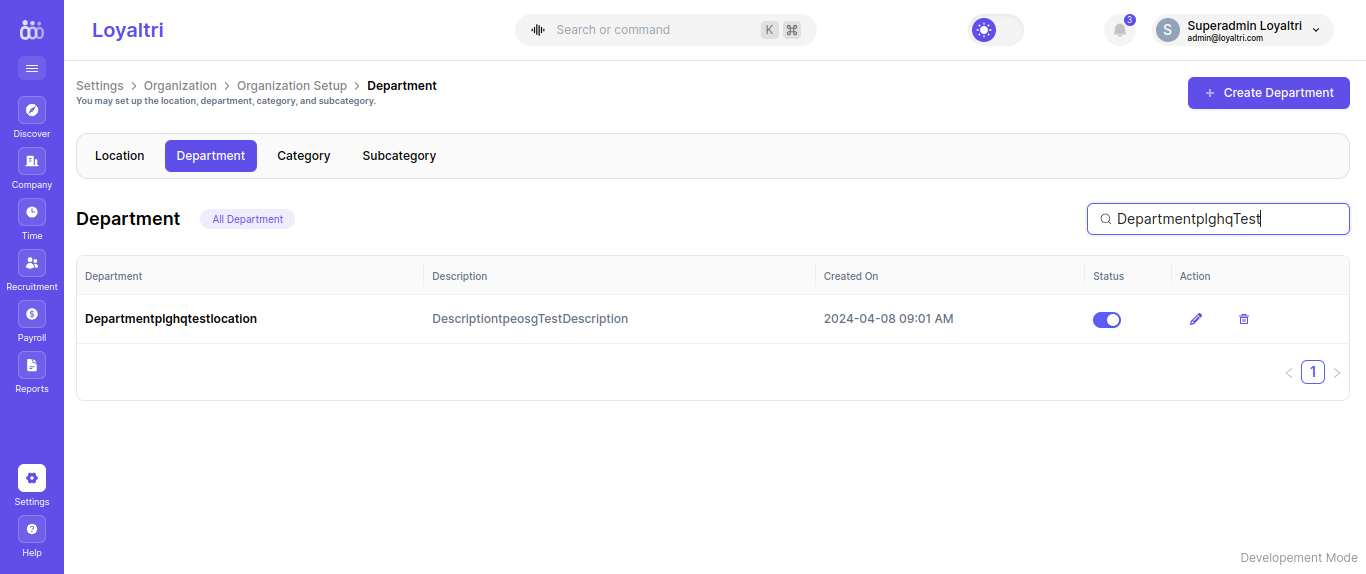 Loyaltri
Search or command K ⌘
3
S
Superadmin Loyaltri
admin@loyaltri.com
Discover
Company
Time
Recruitment
Payroll
Reports
Settings
Help
Settings > Organization > Organization Setup > Department
You may set up the location, department, category, and subcategory.
+ Create Department
Location Department Category Subcategory
Department All Department
DepartmentplghqTest
Department Description Created On Status Action
Departmentplghqtestlocation DescriptiontpeosgTestDescription 2024-04-08 09:01 AM
< 1 >
Developement Mode